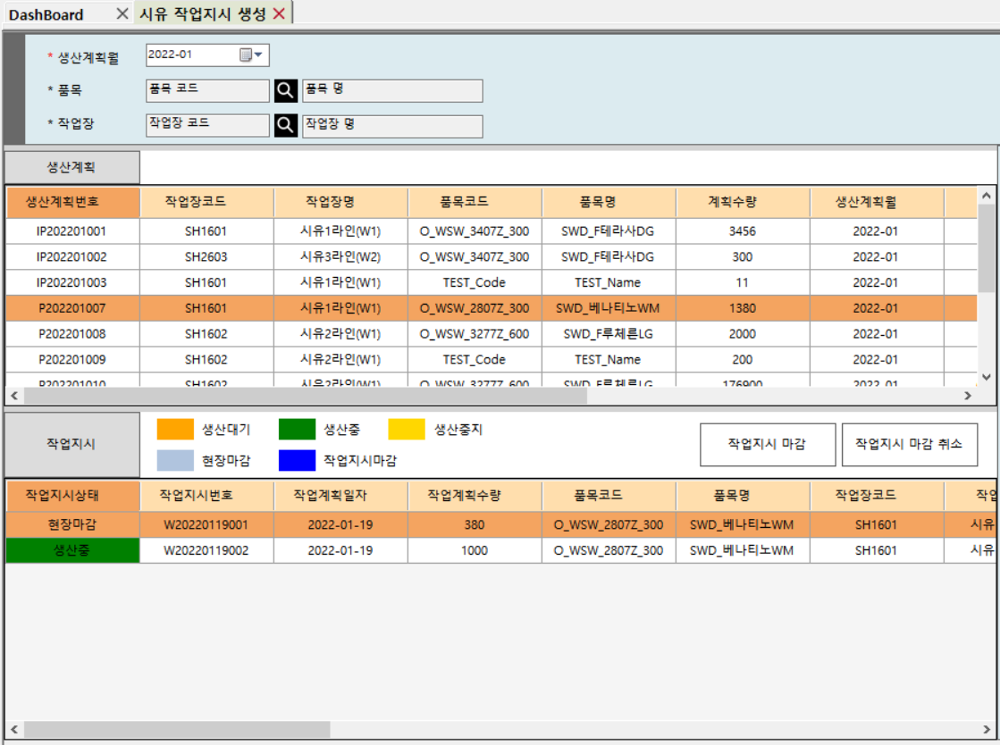 DashBoard 시유 작업지시 생성
* 생산계획월 2022-01
* 품목 품목 코드 품목 명
* 작업장 작업장 코드 작업장 명
생산계획
생산계획번호 작업장코드 작업장명 품목코드 품목명 계획수량 생산계획월
IP202201001 SH1601 시유1라인(W1) O_WSW_3407Z_300 SWD_F테라사DG 3456 2022-01
IP202201002 SH2603 시유3라인(W2) O_WSW_3407Z_300 SWD_F테라사DG 300 2022-01
IP202201003 SH1601 시유1라인(W1) TEST_Code TEST_Name 11 2022-01
P202201007 SH1601 시유1라인(W1) O_WSW_2807Z_300 SWD_베나티노WM 1380 2022-01
P202201008 SH1602 시유2라인(W1) O_WSW_3277Z_600 SWD_F루체른LG 2000 2022-01
P202201009 SH1602 시유2라인(W1) TEST_Code TEST_Name 200 2022-01
P202201010 SH1602 시유2라인(W1) O_WSW_3277Z_600 SWD_F루체른LG 176900 2022-01
작업지시 생산대기 생산중 생산중지 작업지시 마감 작업지시 마감 취소
현장마감 작업지시마감
작업지시상태 작업지시번호 작업계획일자 작업계획수량 품목코드 품목명 작업장코드 작업
현장마감 W20220119001 2022-01-19 380 O_WSW_2807Z_300 SWD_베나티노WM SH1601 시유
생산중 W20220119002 2022-01-19 1000 O_WSW_2807Z_300 SWD_베나티노WM SH1601 시유